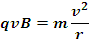 qvB = m v²/r